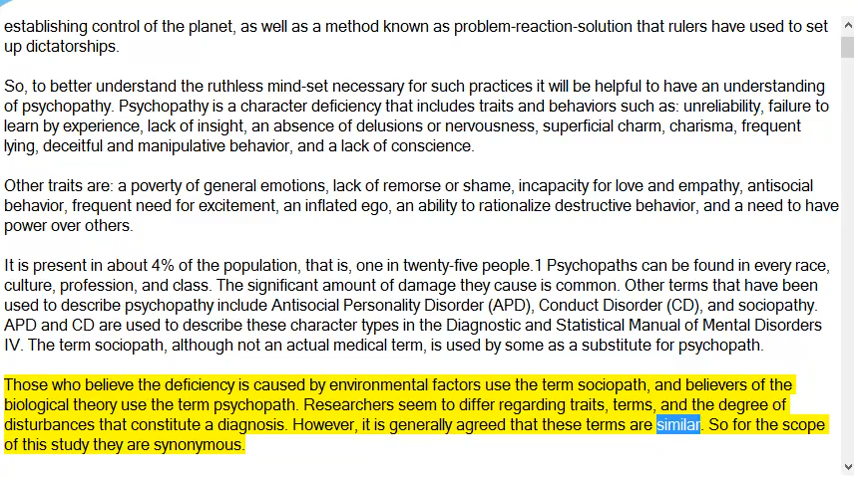 establishing control of the planet, as well as a method known as problem-reaction-solution that rulers have used to set
up dictatorships.
So, to better understand the ruthless mind-set necessary for such practices it will be helpful to have an understanding
of psychopathy. Psychopathy is a character deficiency that includes traits and behaviors such as: unreliability, failure to
learn by experience, lack of insight, an absence of delusions or nervousness, superficial charm, charisma, frequent
lying, deceitful and manipulative behavior, and a lack of conscience.
Other traits are: a poverty of general emotions, lack of remorse or shame, incapacity for love and empathy, antisocial
behavior, frequent need for excitement, an inflated ego, an ability to rationalize destructive behavior, and a need to have
power over others.
It is present in about 4% of the population, that is, one in twenty-five people.1 Psychopaths can be found in every race,
culture, profession, and class. The significant amount of damage they cause is common. Other terms that have been
used to describe psychopathy include Antisocial Personality Disorder (APD), Conduct Disorder (CD), and sociopathy.
APD and CD are used to describe these character types in the Diagnostic and Statistical Manual of Mental Disorders
IV. The term sociopath, although not an actual medical term, is used by some as a substitute for psychopath.
Those who believe the deficiency is caused by environmental factors use the term sociopath, and believers of the
biological theory use the term psychopath. Researchers seem to differ regarding traits, terms, and the degree of
disturbances that constitute a diagnosis. However, it is generally agreed that these terms are similar. So for the scope
of this study they are synonymous.